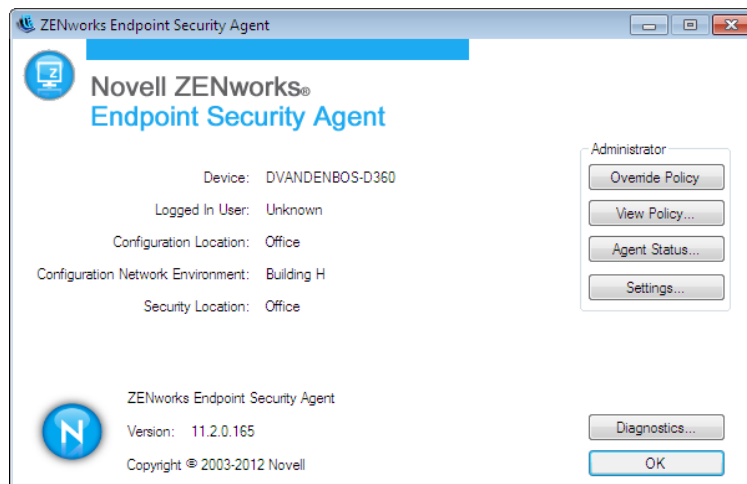 ZENworks Endpoint Security Agent
Novell ZENworks®
Endpoint Security Agent
Device: DVANDENBOS-D360
Logged In User: Unknown
Configuration Location: Office
Configuration Network Environment: Building H
Security Location: Office
Administrator
Override Policy
View Policy...
Agent Status...
Settings...
ZENworks Endpoint Security Agent
Version: 11.2.0.165
Copyright © 2003-2012 Novell
Diagnostics...
OK
Z
N